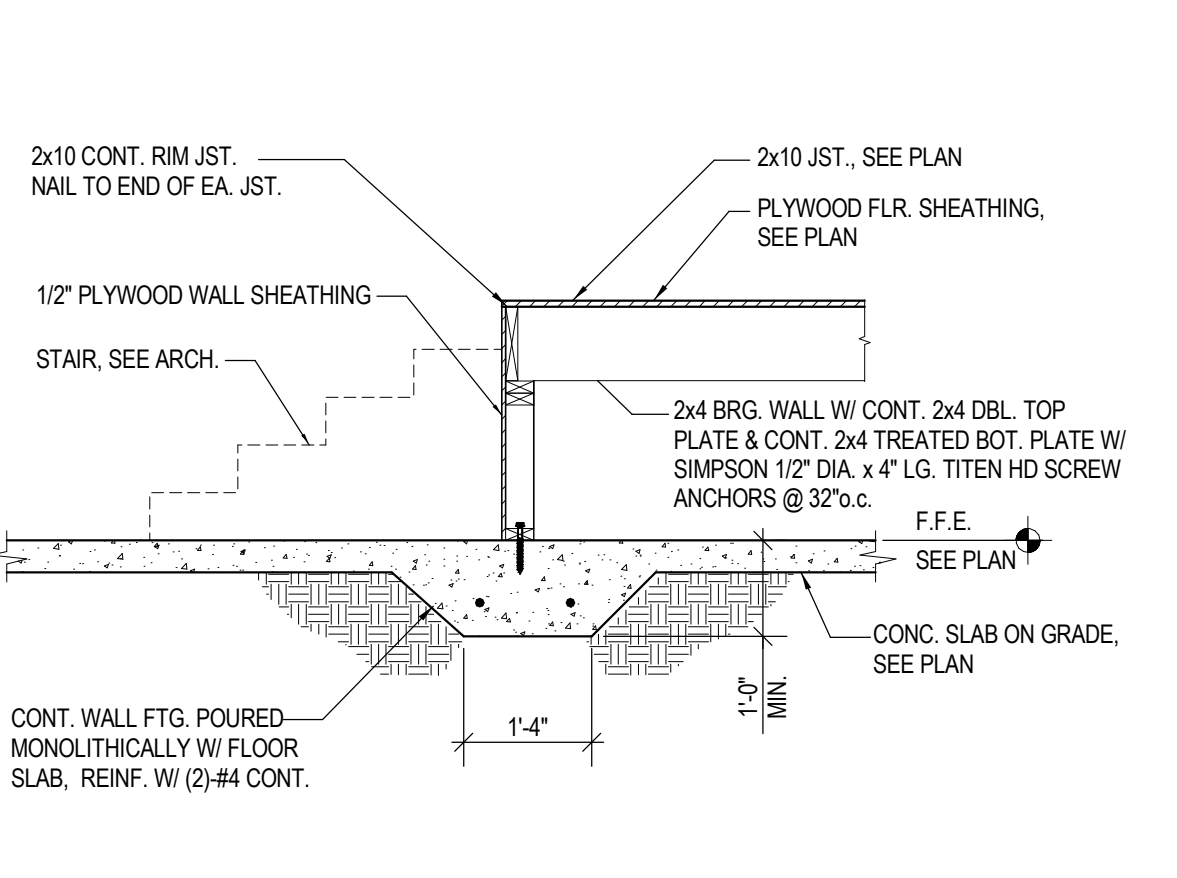 2x10 CONT. RIM JST.
NAIL TO END OF EA. JST.
2x10 JST., SEE PLAN
PLYWOOD FLR. SHEATHING,
SEE PLAN
1/2" PLYWOOD WALL SHEATHING
STAIR, SEE ARCH.
2x4 BRG. WALL W/ CONT. 2x4 DBL. TOP
PLATE & CONT. 2x4 TREATED BOT. PLATE W/
SIMPSON 1/2" DIA. x 4" LG. TITEN HD SCREW
ANCHORS @ 32"o.c.
F.F.E.
SEE PLAN
CONC. SLAB ON GRADE,
SEE PLAN
1'-0"
MIN.
1'-4"
CONT. WALL FTG. POURED
MONOLITHICALLY W/ FLOOR
SLAB, REINF. W/ (2)-#4 CONT.